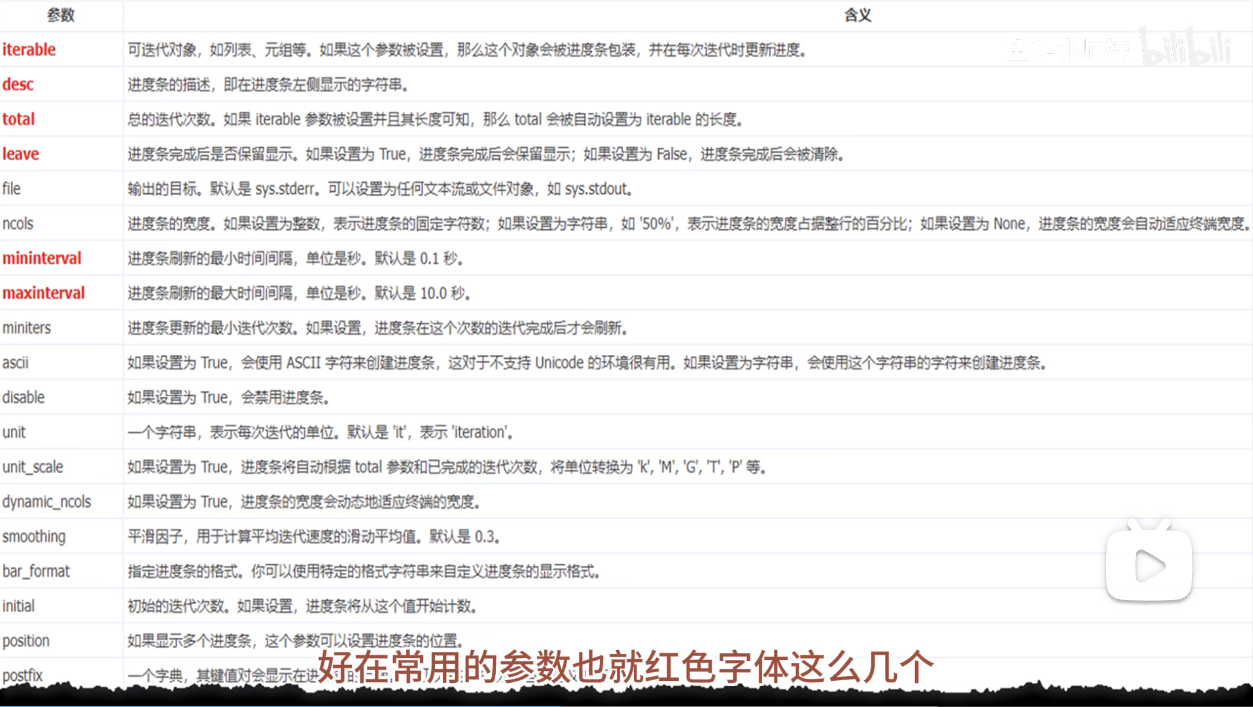 参数 含义
iterable 可迭代对象，如列表、元组等。如果这个参数被设置，那么这个对象会被进度条包装，并在每次迭代时更新进度。
bilibili
desc 进度条的描述，即在进度条左侧显示的字符串。
total 总的迭代次数。如果 iterable 参数被设置并且其长度可知，那么 total 会被自动设置为 iterable 的长度。
leave 进度条完成后是否保留显示。如果设置为 True，进度条完成后会保留显示；如果设置为 False，进度条完成后会被清除。
file 输出的目标。默认是 sys.stderr。可以设置为任何文本流或文件对象，如 sys.stdout。
ncols 进度条的宽度。如果设置为整数，表示进度条的固定字符数；如果设置为字符串，如 '50%'，表示进度条的宽度占据整行的百分比；如果设置为 None，进度条的宽度会自动适应终端宽度。
mininterval 进度条刷新的最小时间间隔，单位是秒。默认是 0.1 秒。
maxinterval 进度条刷新的最大时间间隔，单位是秒。默认是 10.0 秒。
miniters 进度条更新的最小迭代次数。如果设置，进度条在这个次数的迭代完成后才会刷新。
ascii 如果设置为 True，会使用 ASCII 字符来创建进度条，这对于不支持 Unicode 的环境很有用。如果设置为字符串，会使用这个字符串的字符来创建进度条。
disable 如果设置为 True，会禁用进度条。
unit 一个字符串，表示每次迭代的单位。默认是 'it'，表示 'iteration'。
unit_scale 如果设置为 True，进度条将自动根据 total 参数和已完成的迭代次数，将单位转换为 'k', 'M', 'G', 'T', 'P' 等。
dynamic_ncols 如果设置为 True，进度条的宽度会动态地适应终端的宽度。
smoothing 平滑因子，用于计算平均迭代速度的滑动平均值。默认是 0.3。
bar_format 指定进度条的格式。你可以使用特定的格式字符串来自定义进度条的显示格式。
initial 初始的迭代次数。如果设置，进度条将从这个值开始计数。
position 如果显示多个进度条，这个参数可以设置进度条的位置。
postfix 一个字典，其键值对会显示在进
好在常用的参数也就红色字体这么几个